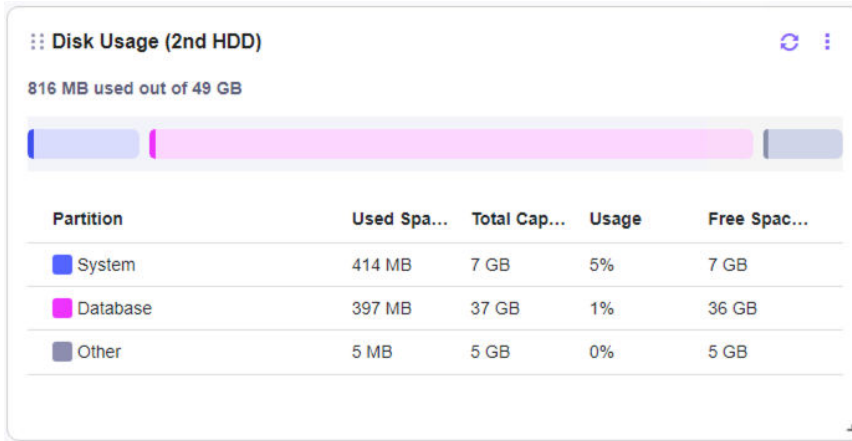 Disk Usage (2nd HDD)
816 MB used out of 49 GB
Partition Used Spa... Total Cap... Usage Free Spac...
System 414 MB 7 GB 5% 7 GB
Database 397 MB 37 GB 1% 36 GB
Other 5 MB 5 GB 0% 5 GB